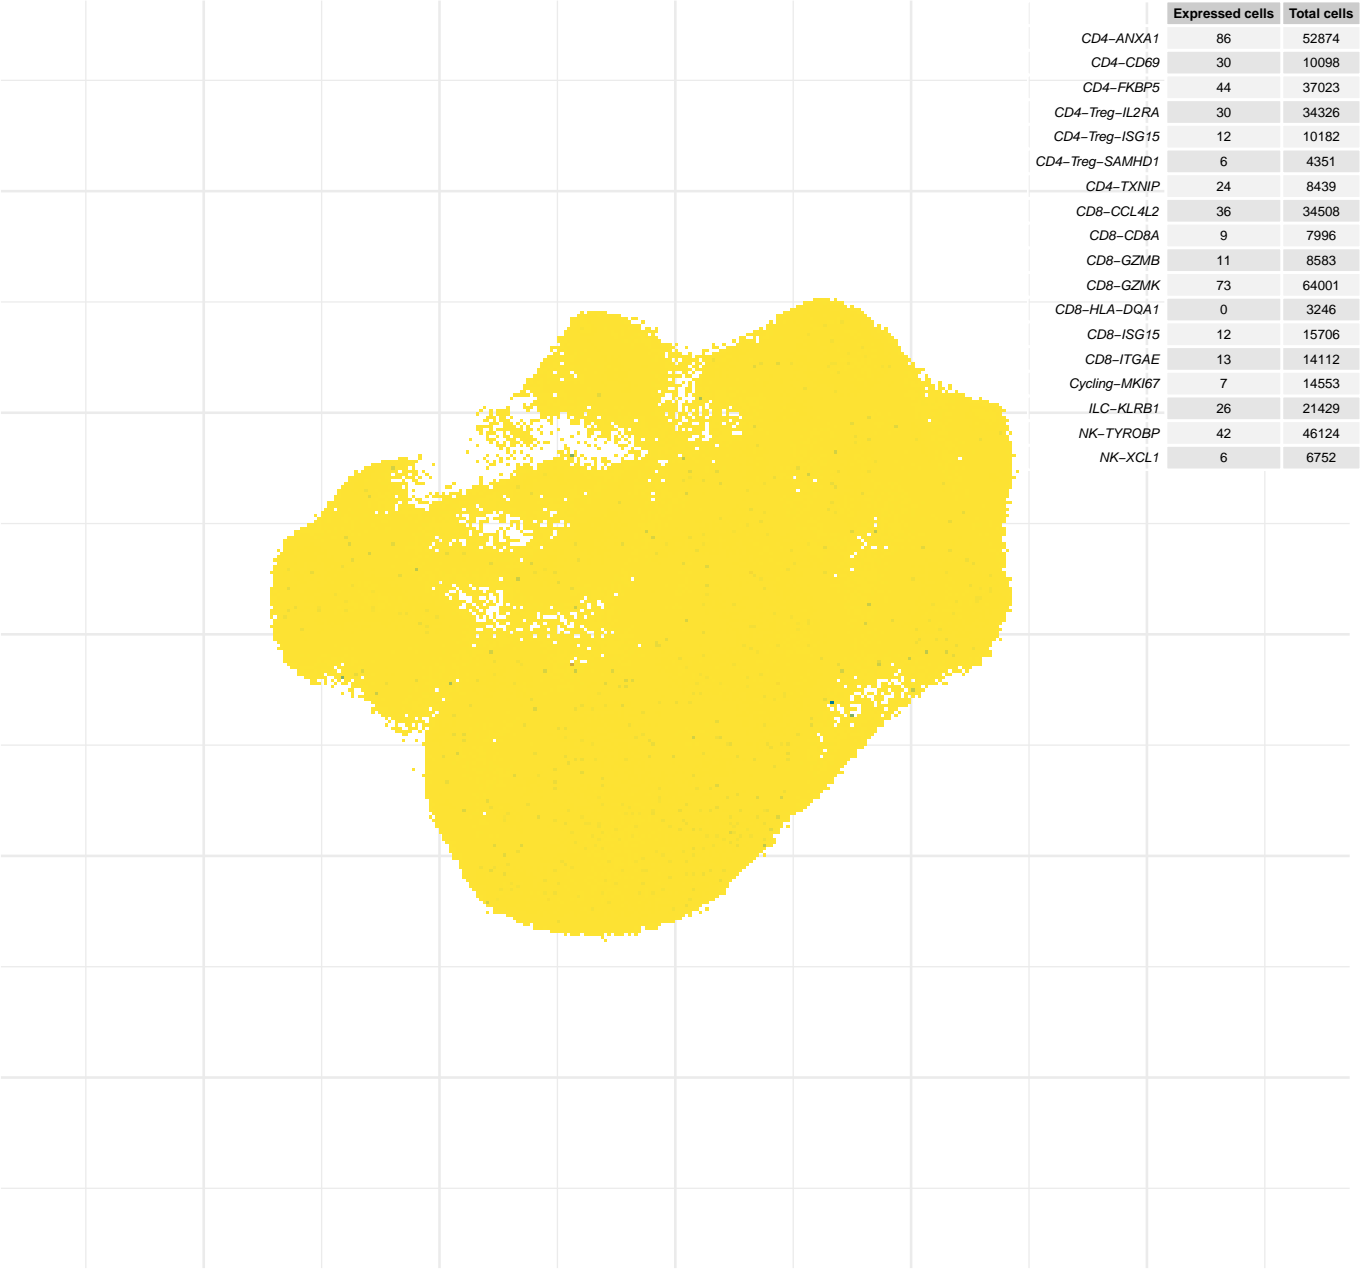 Expressed cells Total cells
CD4−ANXA1 86 52874
CD4−CD69 30 10098
CD4−FKBP5 44 37023
CD4−Treg−IL2RA 30 34326
CD4−Treg−ISG15 12 10182
CD4−Treg−SAMHD1 6 4351
CD4−TXNIP 24 8439
CD8−CCL4L2 36 34508
CD8−CD8A 9 7996
CD8−GZMB 11 8583
CD8−GZMK 73 64001
CD8−HLA−DQA1 0 3246
CD8−ISG15 12 15706
CD8−ITGAE 13 14112
Cycling−MKI67 7 14553
ILC−KLRB1 26 21429
NK−TYROBP 42 46124
NK−XCL1 6 6752